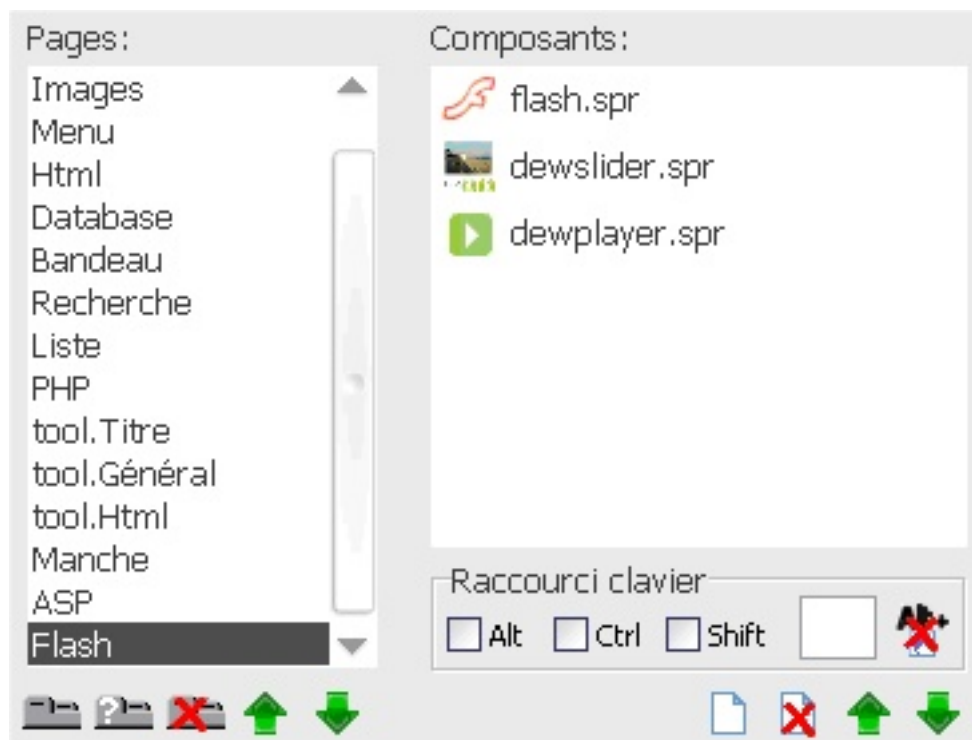 Pages:
Images
Menu
Html
Database
Bandeau
Recherche
Liste
PHP
tool.Titre
tool.Général
tool.Html
Manche
ASP
Flash
Composants:
flash.spr
dewslider.spr
dewplayer.spr
Raccourci clavier
Alt
Ctrl
Shift